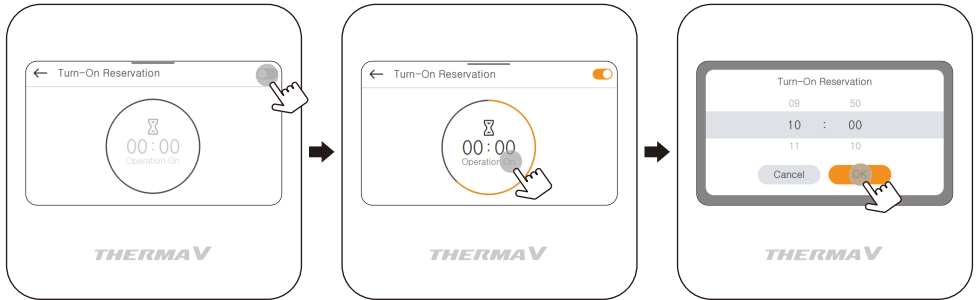 Turn-On Reservation
00:00
Operation On
THERMAV
Turn-On Reservation
00:00
Operation On
THERMAV
Turn-On Reservation
09 50
10 : 00
11 10
Cancel OK
THERMAV